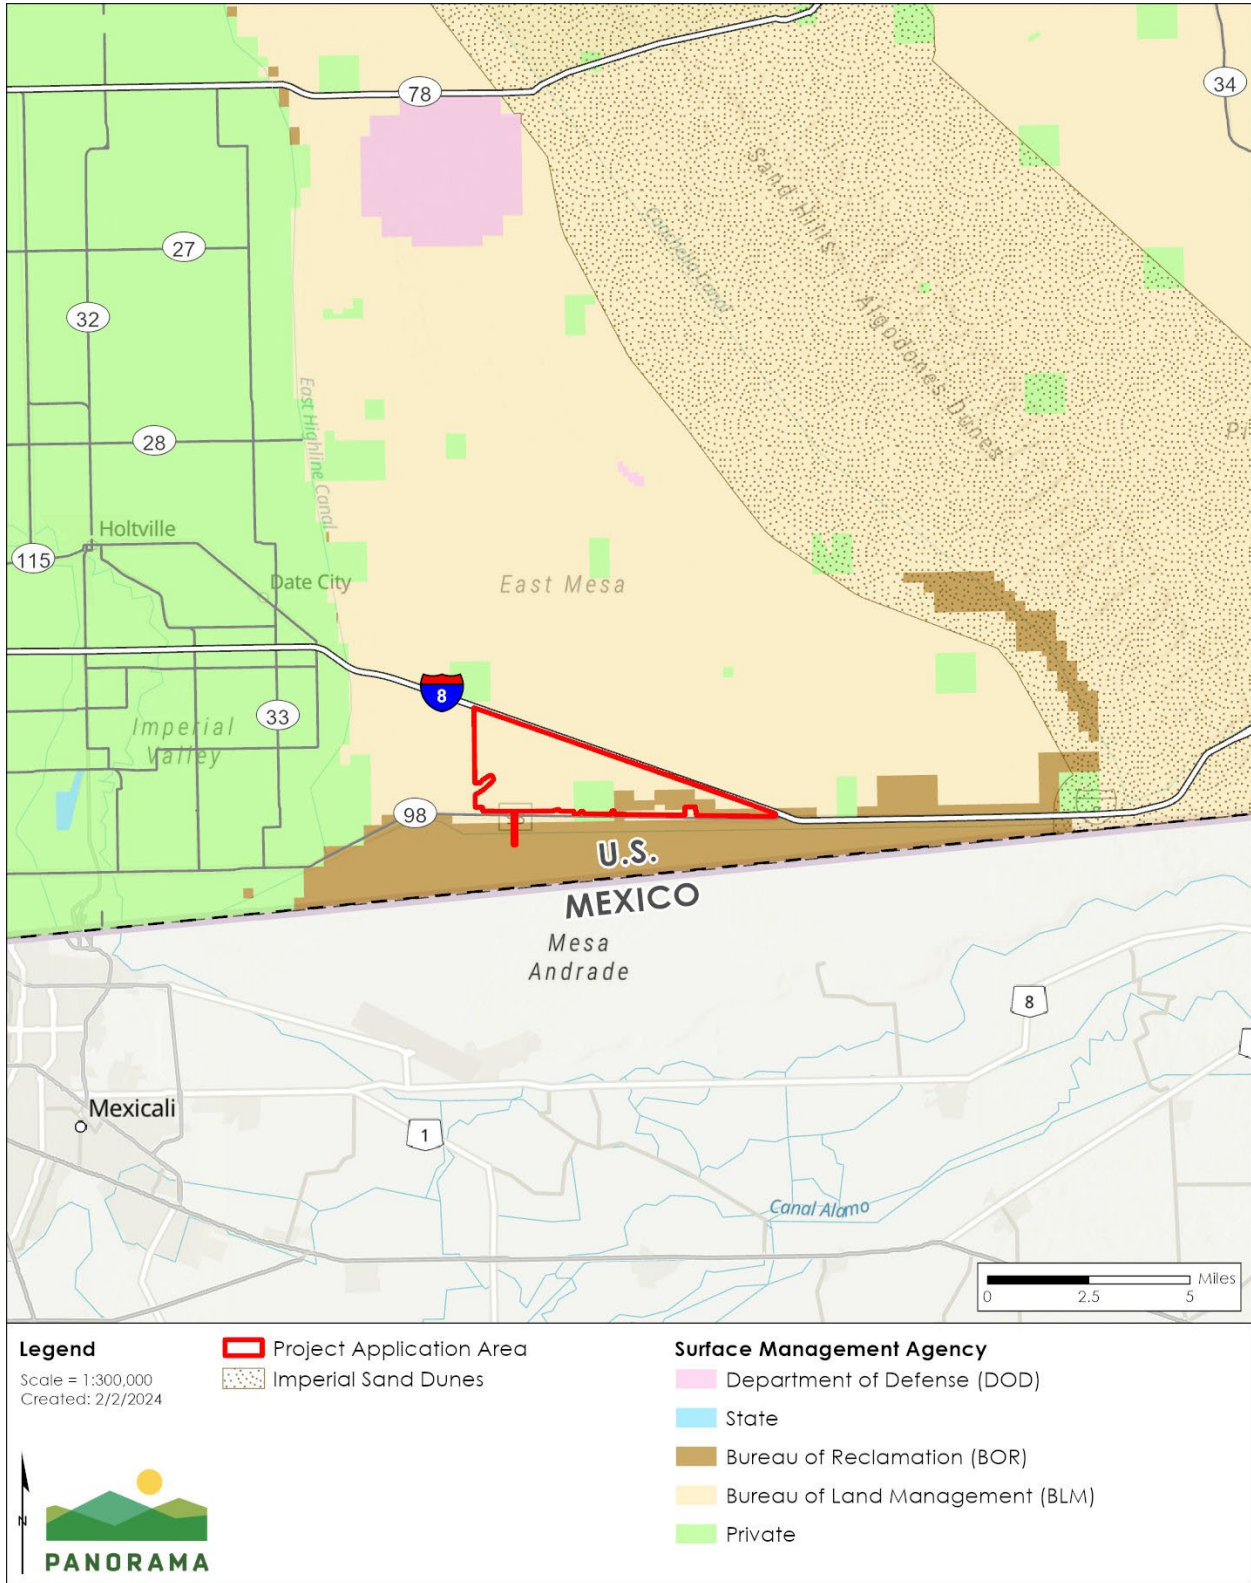 78
34
Sand Hills
Coachella Canal
Algodones Dunes
27
32
East Highline Canal
28
Pi
Holtville
115
Date City
East Mesa
8
33
Imperial
Valley
98
U.S.
MEXICO
Mesa
Andrade
8
Mexicali
1
Canal Alamo
Miles
0 2.5 5
Legend
Scale = 1:300,000
Created: 2/2/2024
Project Application Area
Imperial Sand Dunes
Surface Management Agency
Department of Defense (DOD)
State
Bureau of Reclamation (BOR)
Bureau of Land Management (BLM)
Private
N
PANORAMA